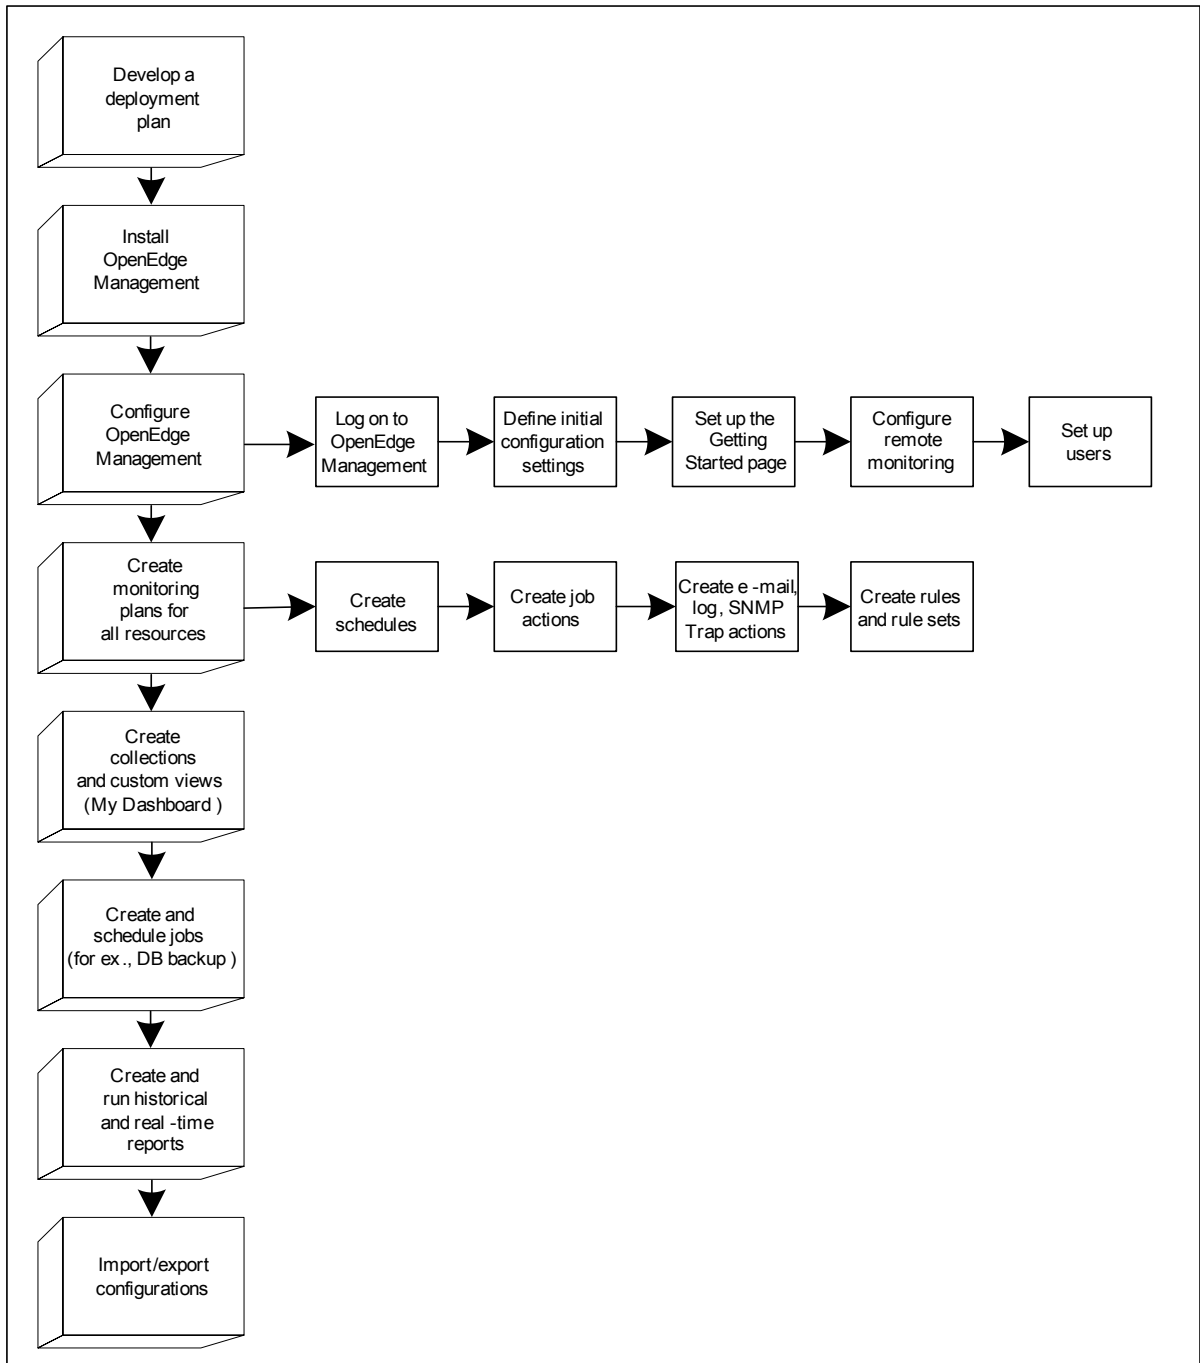 Develop a
deployment
plan
Install
OpenEdge
Management
Configure
OpenEdge
Management
Log on to
OpenEdge
Management
Define initial
configuration
settings
Set up the
Getting
Started page
Configure
remote
monitoring
Set up
users
Create
monitoring
plans for
all resources
Create
schedules
Create job
actions
Create e -mail,
log , SNMP
Trap actions
Create rules
and rule sets
Create
collections
and custom views
(My Dashboard )
Create and
schedule jobs
(for ex ., DB backup )
Create and
run historical
and real -time
reports
Import/export
configurations